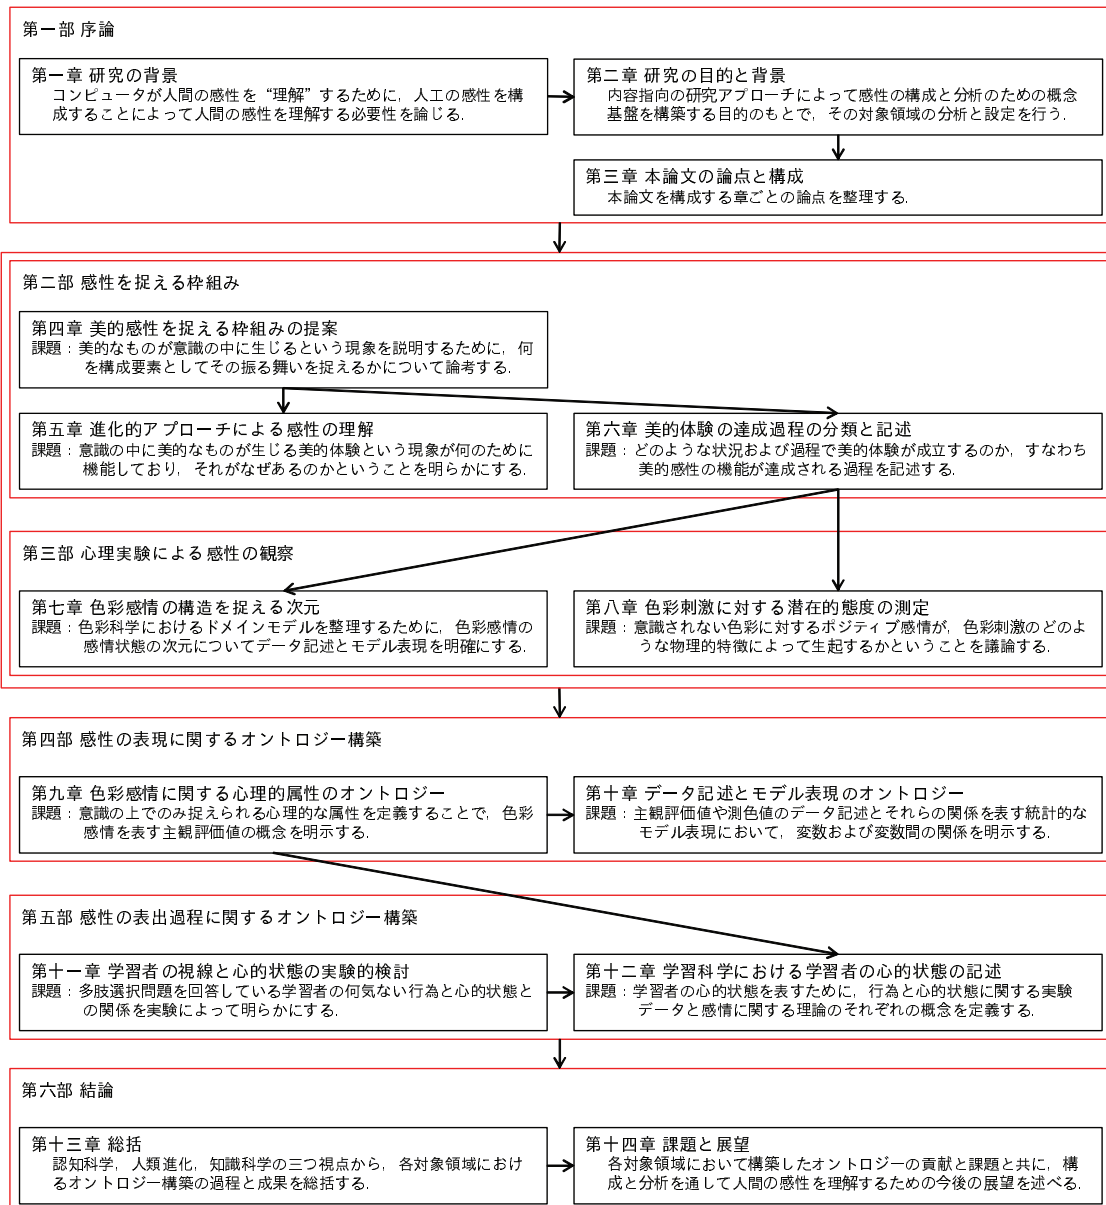 第一部 序論
第一章 研究の背景
コンピュータが人間の感性を“理解”するために，人工の感性を構
成することによって人間の感性を理解する必要性を論じる.
第二章 研究の目的と背景
内容指向の研究アプローチによって感性の構成と分析のための概念
基盤を構築する目的のもとで，その対象領域の分析と設定を行う.
第三章 本論文の論点と構成
本論文を構成する章ごとの論点を整理する.
第二部 感性を捉える枠組み
第四章 美的感性を捉える枠組みの提案
課題：美的なものが意識の中に生じるという現象を説明するために，何
を構成要素としてその振る舞いを捉えるかについて論考する.
第五章 進化的アプローチによる感性の理解
課題：意識の中に美的なものが生じる美的体験という現象が何のために
機能しており，それがなぜあるのかということを明らかにする.
第六章 美的体験の達成過程の分類と記述
課題：どのような状況および過程で美的体験が成立するのか，すなわち
美的感性の機能が達成される過程を記述する.
第三部 心理実験による感性の観察
第七章 色彩感情の構造を捉える次元
課題：色彩科学におけるドメインモデルを整理するために，色彩感情の
感情状態の次元についてデータ記述とモデル表現を明確にする.
第八章 色彩刺激に対する潜在的態度の測定
課題：意識されない色彩に対するポジティブ感情が，色彩刺激のどのよ
うな物理的特徴によって生起するかということを議論する.
第四部 感性の表現に関するオントロジー構築
第九章 色彩感情に関する心理的属性のオントロジー
課題：意識の上でのみ捉えられる心理的な属性を定義することで，色彩
感情を表す主観評価値の概念を明示する.
第十章 データ記述とモデル表現のオントロジー
課題：主観評価値や測色値のデータ記述とそれらの関係を表す統計的な
モデル表現において，変数および変数間の関係を明示する.
第五部 感性の表出過程に関するオントロジー構築
第十一章 学習者の視線と心的状態の実験的検討
課題：多肢選択問題を回答している学習者の何気ない行為と心的状態と
の関係を実験によって明らかにする.
第十二章 学習科学における学習者の心的状態の記述
課題：学習者の心的状態を表すために，行為と心的状態に関する実験
データと感情に関する理論のそれぞれの概念を定義する.
第六部 結論
第十三章 総括
認知科学，人類進化，知識科学の三つ視点から，各対象領域におけ
るオントロジー構築の過程と成果を総括する.
第十四章 課題と展望
各対象領域において構築したオントロジーの貢献と課題と共に，構
成と分析を通して人間の感性を理解するための今後の展望を述べる.